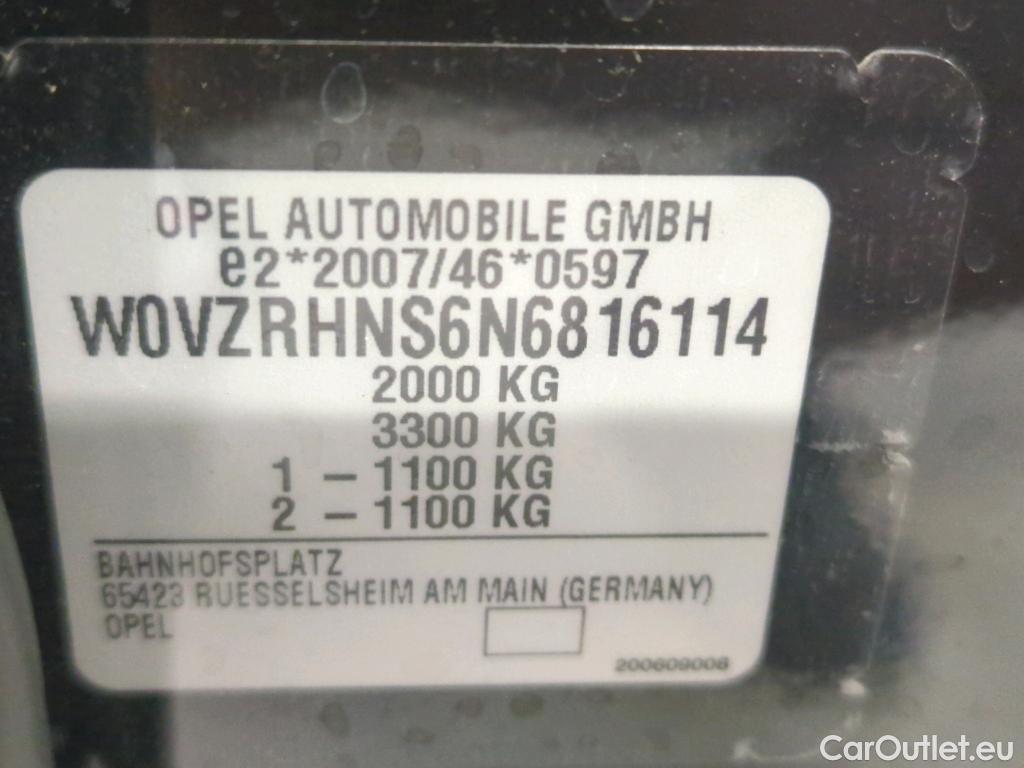 OPEL AUTOMOBILE GMBH
e2*2007/46*0597
W0VZRHNS6N6816114
2000 KG
3300 KG
1 - 1100 KG
2 - 1100 KG
BAHNHOFSPLATZ
65423 RUESSELSHEIM AM MAIN (GERMANY)
OPEL
200609006
CarOutlet.eu